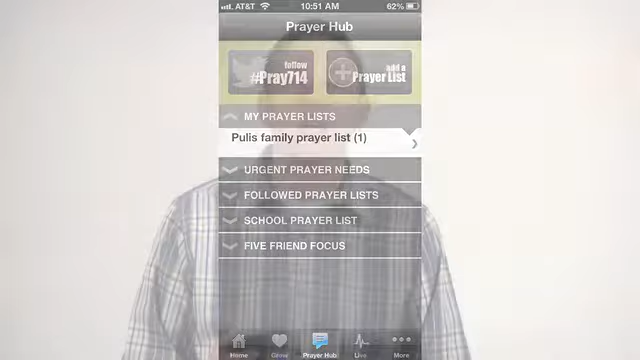 AT&T 10:51 AM 62%
Prayer Hub
follow
#Pray714
add a
Prayer List
MY PRAYER LISTS
Pulis family prayer list (1)
URGENT PRAYER NEEDS
FOLLOWED PRAYER LISTS
SCHOOL PRAYER LIST
FIVE FRIEND FOCUS
Home Grow Prayer Hub Live More